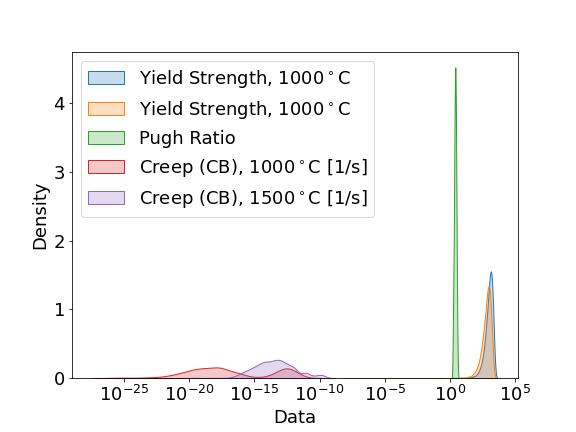 Yield Strength, 1000°C
Yield Strength, 1000°C
Pugh Ratio
Creep (CB), 1000°C [1/s]
Creep (CB), 1500°C [1/s]
Density
4
3
2
1
0
10⁻²⁵ 10⁻²⁰ 10⁻¹⁵ 10⁻¹⁰ 10⁻⁵ 10⁰ 10⁵
Data